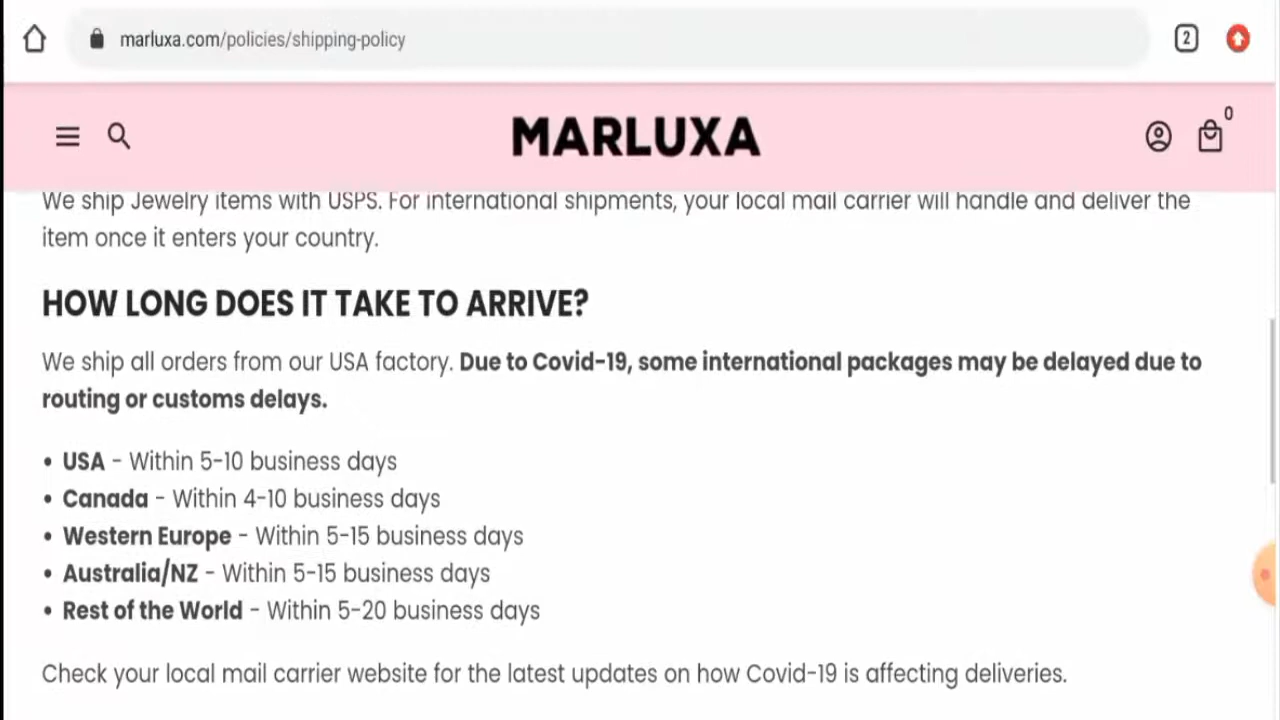 marluxa.com/policies/shipping-policy
2
MARLUXA
0
We ship Jewelry items with USPS. For international shipments, your local mail carrier will handle and deliver the
item once it enters your country.
HOW LONG DOES IT TAKE TO ARRIVE?
We ship all orders from our USA factory. Due to Covid-19, some international packages may be delayed due to
routing or customs delays.
• USA - Within 5-10 business days
• Canada - Within 4-10 business days
• Western Europe - Within 5-15 business days
• Australia/NZ - Within 5-15 business days
• Rest of the World - Within 5-20 business days
Check your local mail carrier website for the latest updates on how Covid-19 is affecting deliveries.